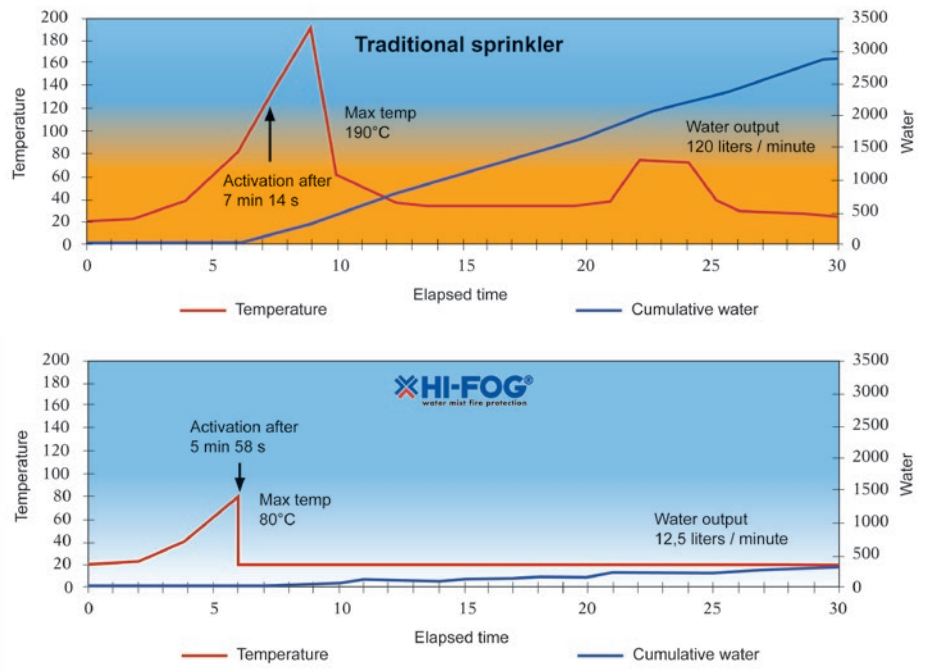 Traditional sprinkler
Temperature
200
180
160
140
120
100
80
60
40
20
0
Water
3500
3000
2500
2000
1500
1000
500
0
Max temp
190°C
Activation after
7 min 14 s
Water output
120 liters / minute
0
5
10
15
20
25
30
Elapsed time
Temperature
Cumulative water
HI-FOG®
water mist fire protection
Temperature
200
180
160
140
120
100
80
60
40
20
0
Water
3500
3000
2500
2000
1500
1000
500
0
Activation after
5 min 58 s
Max temp
80°C
Water output
12,5 liters / minute
0
5
10
15
20
25
30
Elapsed time
Temperature
Cumulative water